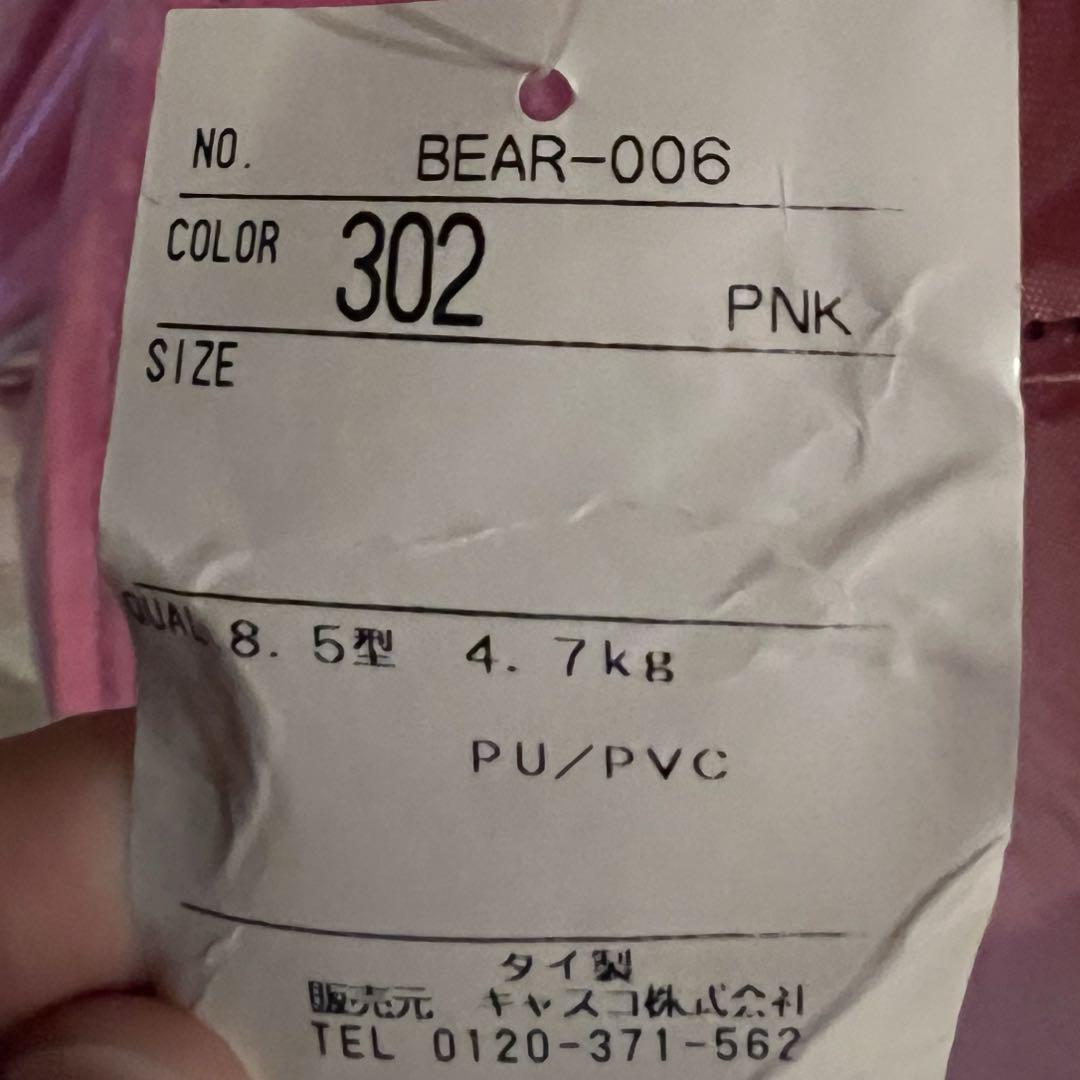 NO. BEAR-006
COLOR 302 PNK
SIZE
QUAL 8.5型 4.7kg
PU/PVC
タイ製
販売元 キャスコ株式会社
TEL 0120-371-562